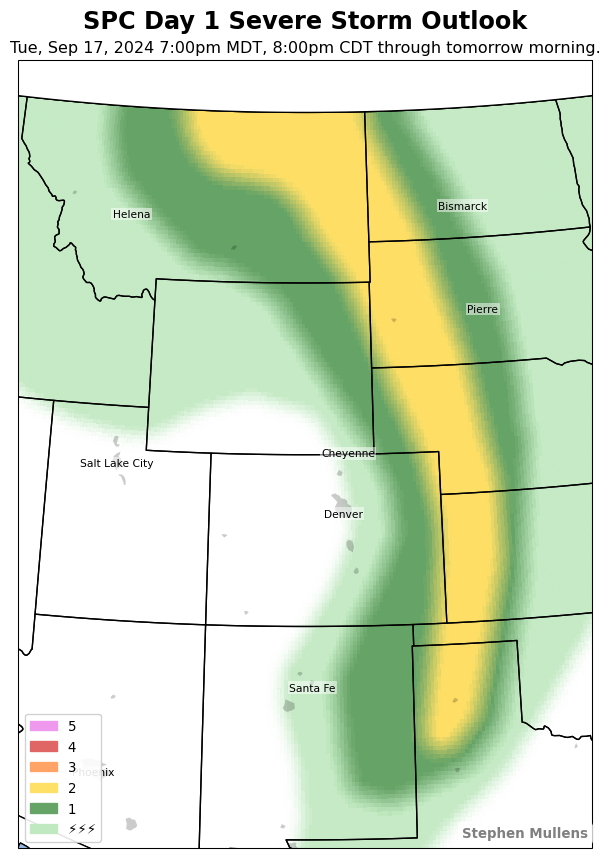 SPC Day 1 Severe Storm Outlook
Tue, Sep 17, 2024 7:00pm MDT, 8:00pm CDT through tomorrow morning.
Bismarck
Helena
Pierre
Cheyenne
Salt Lake City
Denver
Santa Fe
Phoenix
5
4
3
2
1
⚡⚡⚡
Stephen Mullens